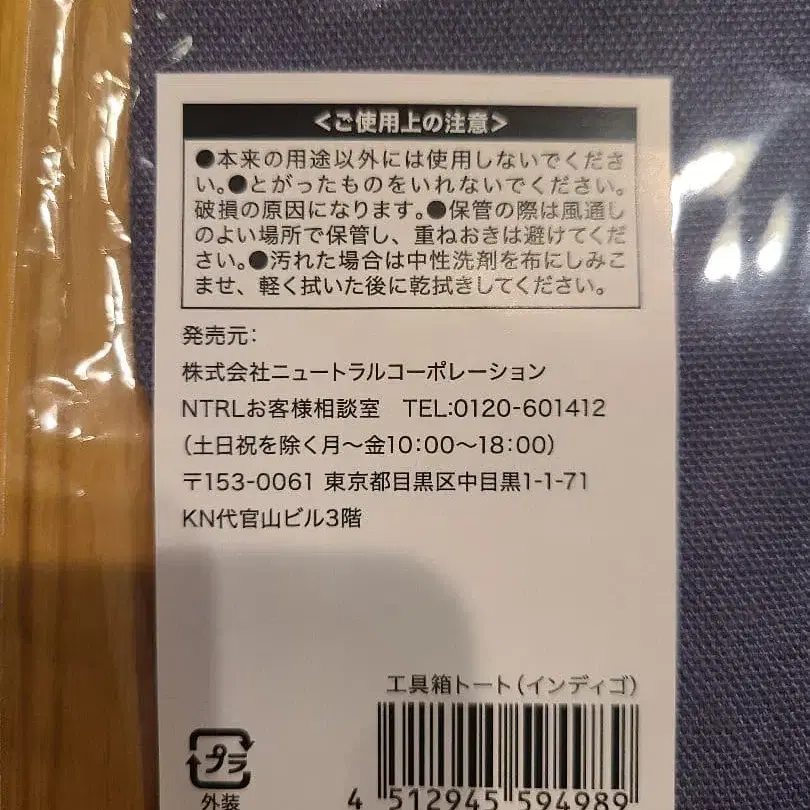 ＜ご使用上の注意＞
●本来の用途以外には使用しないでくださ
い。●とがったものをいれないでください。
破損の原因になります。●保管の際は風通し
のよい場所で保管し、重ねおきは避けてくだ
さい。●汚れた場合は中性洗剤を布にしみこ
ませ、軽く拭いた後に乾拭きしてください。
発売元：
株式会社ニュートラルコーポレーション
NTRLお客様相談室　TEL:0120-601412
（土日祝を除く月〜金10：00〜18：00）
〒153-0061 東京都目黒区中目黒1-1-71
KN代官山ビル3階
工具箱トート（インディゴ）
プラ
外装
4 512945 594989